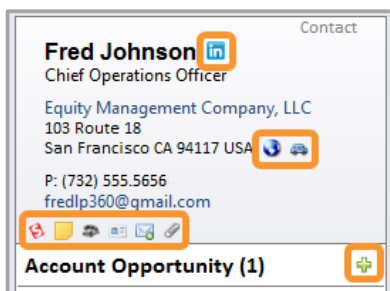 Contact
Fred Johnson in
Chief Operations Officer
Equity Management Company, LLC
103 Route 18
San Francisco CA 94117 USA
P: (732) 555.5656
fredlp360@gmail.com
Account Opportunity (1)